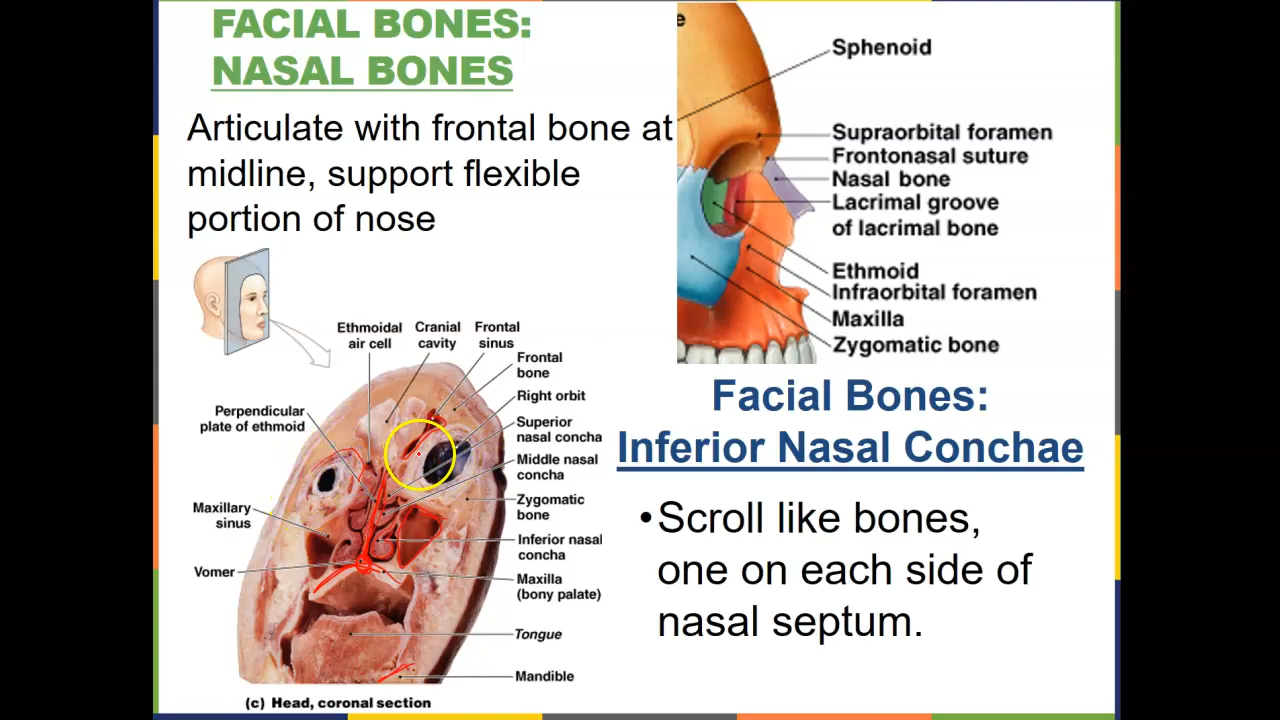 FACIAL BONES:
NASAL BONES
Articulate with frontal bone at
midline, support flexible
portion of nose
Sphenoid
Supraorbital foramen
Frontonasal suture
Nasal bone
Lacrimal groove
of lacrimal bone
Ethmoid
Infraorbital foramen
Maxilla
Zygomatic bone
Ethmoidal
air cell
Cranial
cavity
Frontal
sinus
Frontal
bone
Right orbit
Superior
nasal concha
Middle nasal
concha
Zygomatic
bone
Inferior nasal
concha
Maxilla
(bony palate)
Tongue
Mandible
Perpendicular
plate of ethmoid
Maxillary
sinus
Vomer
(c) Head, coronal section
Facial Bones:
Inferior Nasal Conchae
•Scroll like bones,
one on each side of
nasal septum.